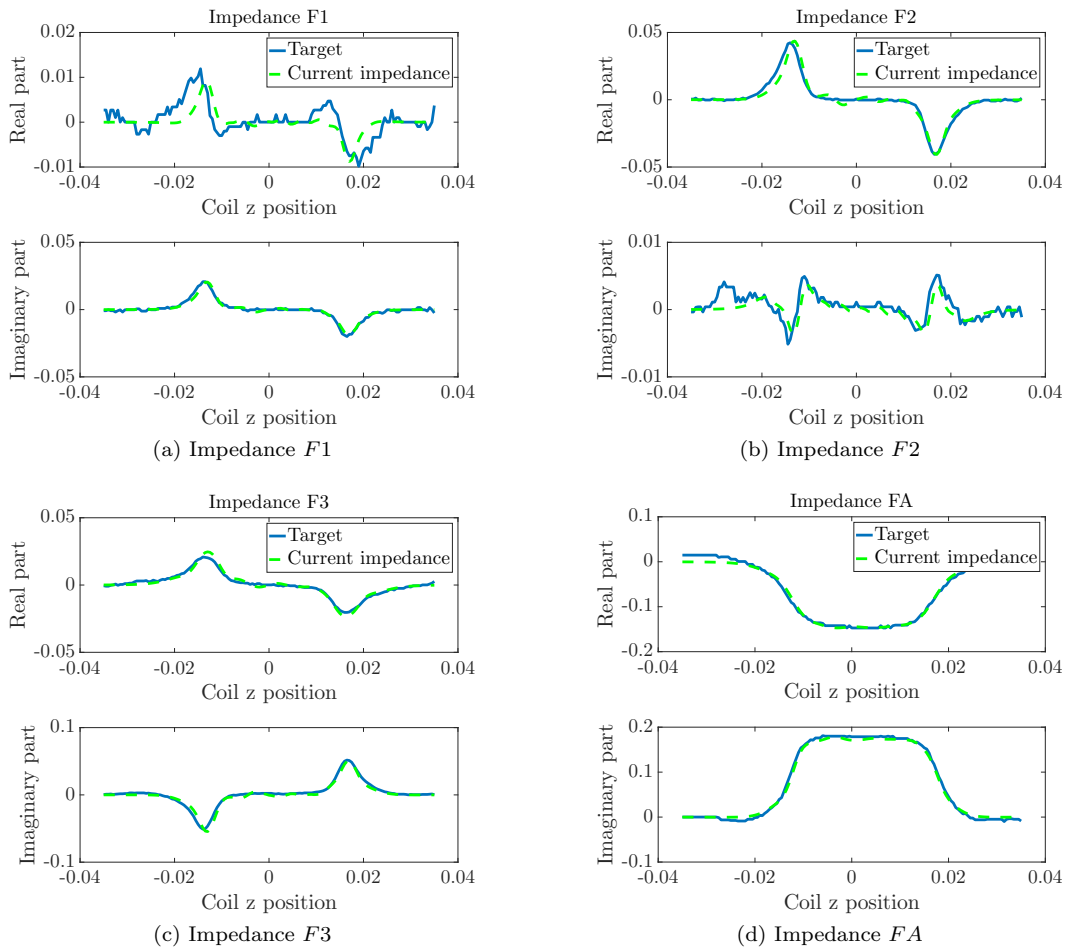 Impedance F1
0.02
0.01
0
-0.01
-0.04
-0.02
0
0.02
0.04
Real part
Coil z position
Target
Current impedance
0.05
0
-0.05
-0.04
-0.02
0
0.02
0.04
Imaginary part
Coil z position
(a) Impedance F1
Impedance F2
0.05
0
-0.05
-0.04
-0.02
0
0.02
0.04
Real part
Coil z position
Target
Current impedance
0.01
0
-0.01
-0.04
-0.02
0
0.02
0.04
Imaginary part
Coil z position
(b) Impedance F2
Impedance F3
0.05
0
-0.05
-0.04
-0.02
0
0.02
0.04
Real part
Coil z position
Target
Current impedance
0.1
0
-0.1
-0.04
-0.02
0
0.02
0.04
Imaginary part
Coil z position
(c) Impedance F3
Impedance FA
0.1
0
-0.1
-0.2
-0.04
-0.02
0
0.02
0.04
Real part
Coil z position
Target
Current impedance
0.2
0
-0.1
-0.04
-0.02
0
0.02
0.04
Imaginary part
Coil z position
(d) Impedance FA